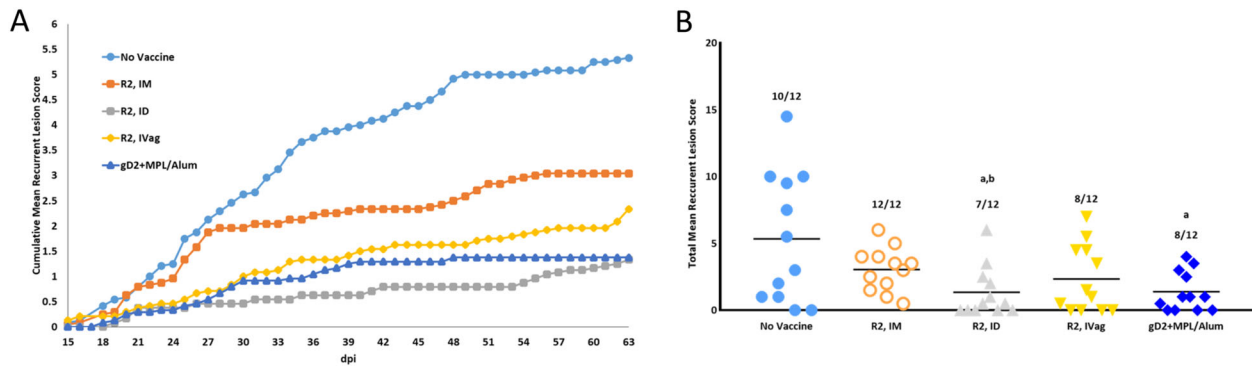 A
Cumulative Mean Recurrent Lesion Score
6
5.5
5
4.5
4
3.5
3
2.5
2
1.5
1
0.5
0
No Vaccine
R2, IM
R2, ID
R2, IVag
gD2+MPL/Alum
15 18 21 24 27 30 33 36 39 42 45 48 51 54 57 60 63
dpi
B
Total Mean Reccurent Lesion Score
20
15
10
5
0
10/12
12/12
a,b
7/12
8/12
a
8/12
No Vaccine R2, IM R2, ID R2, IVag gD2+MPL/Alum